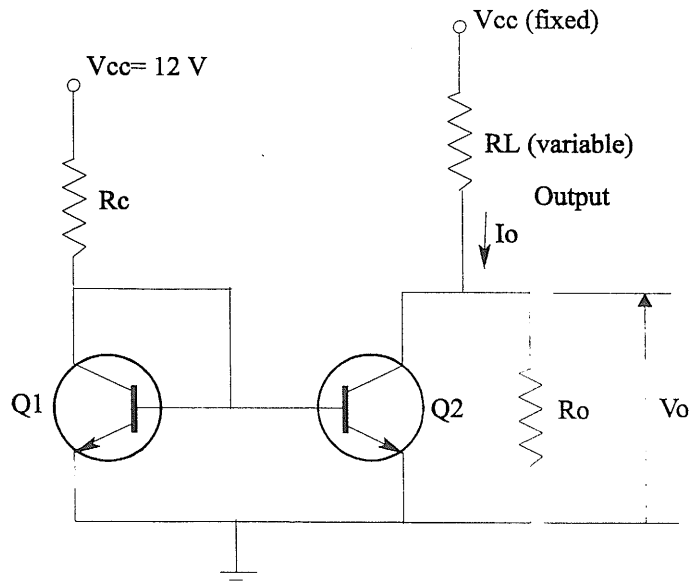 Vcc (fixed)
Vcc= 12 V
RL (variable)
Rc
Output
Io
Q1
Q2
Ro
Vo